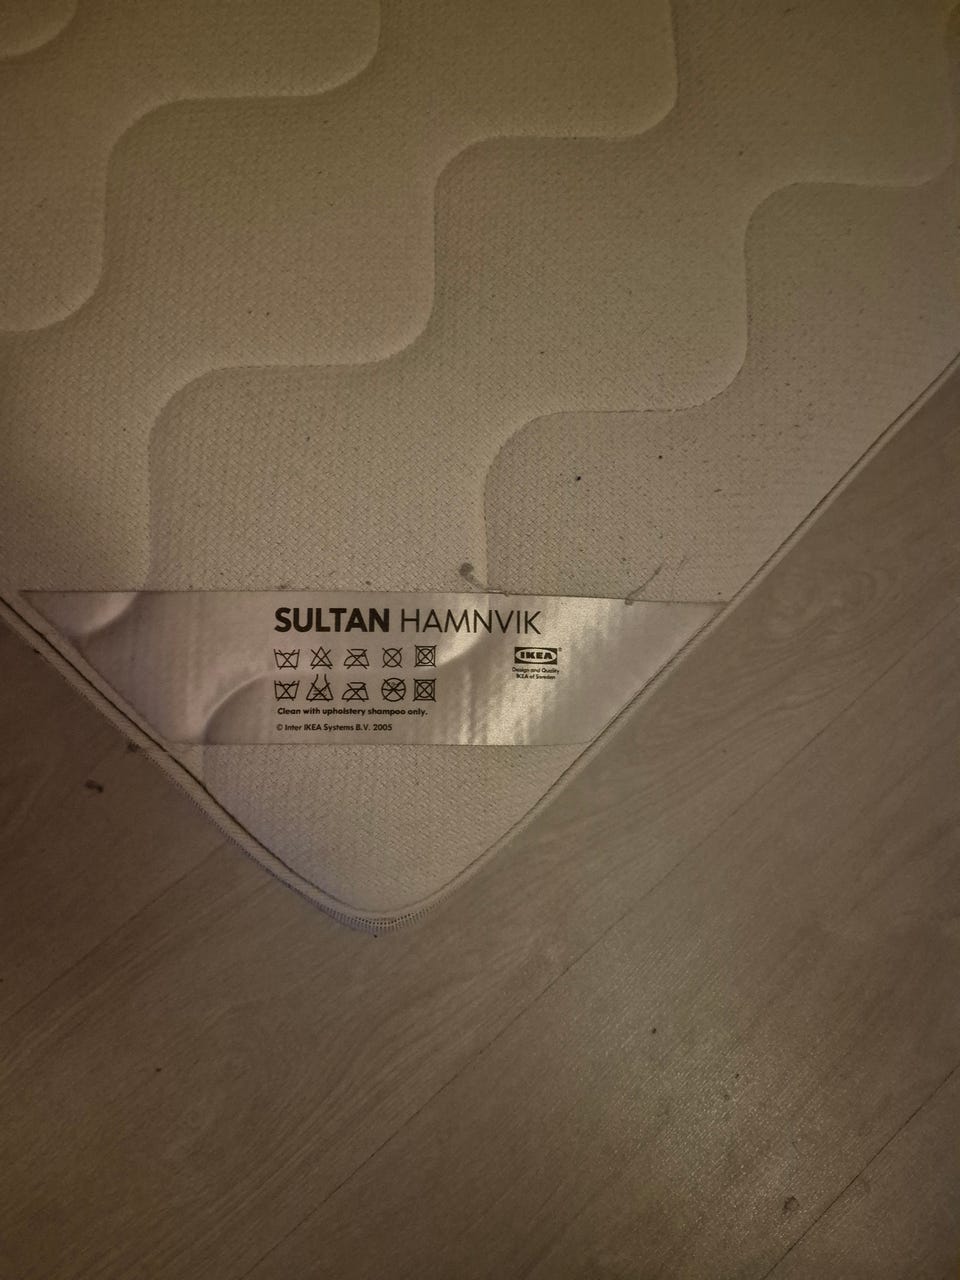 SULTAN HAMNVIK
IKEA®
Design and Quality
IKEA of Sweden
Clean with upholstery shampoo only.
© Inter IKEA Systems B.V. 2005